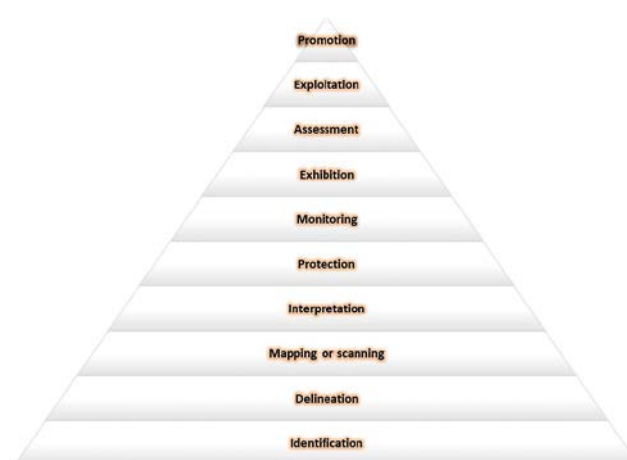 Promotion
Exploitation
Assessment
Exhibition
Monitoring
Protection
Interpretation
Mapping or scanning
Delineation
Identification